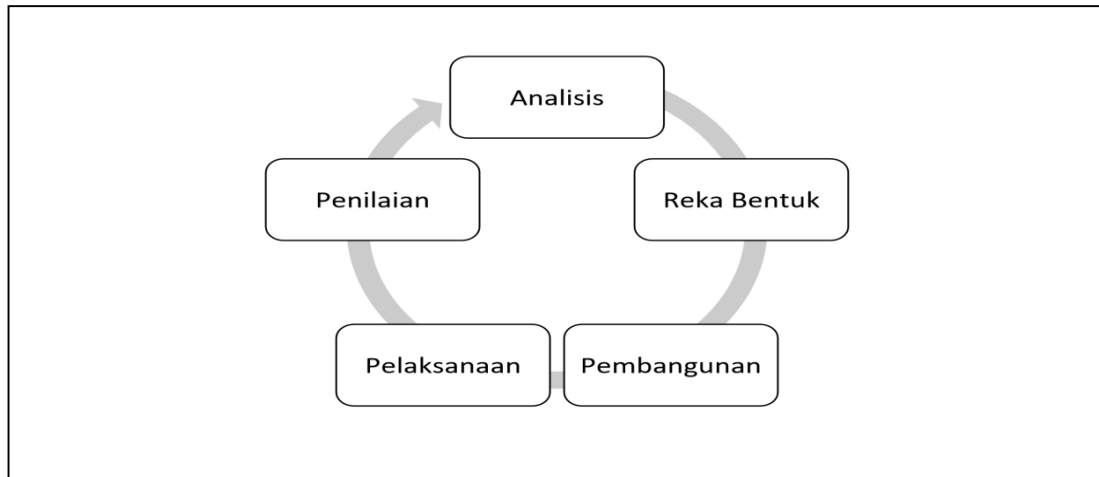 Analisis
Reka Bentuk
Pembangunan
Pelaksanaan
Penilaian